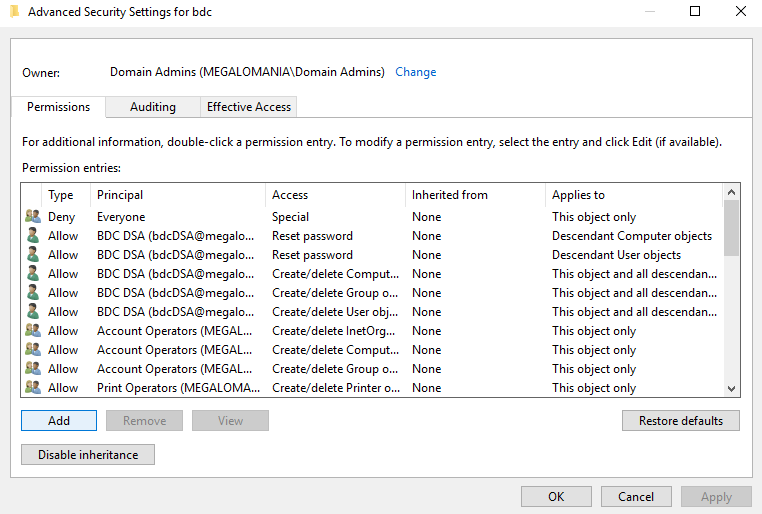 Advanced Security Settings for bdc
Owner: Domain Admins (MEGALOMANIA\Domain Admins) Change
Permissions Auditing Effective Access
For additional information, double-click a permission entry. To modify a permission entry, select the entry and click Edit (if available).
Permission entries:
Type Principal Access Inherited from Applies to
Deny Everyone Special None This object only
Allow BDC DSA (bdcDSA@megalo... Reset password None Descendant Computer objects
Allow BDC DSA (bdcDSA@megalo... Reset password None Descendant User objects
Allow BDC DSA (bdcDSA@megalo... Create/delete Comput... None This object and all descendan...
Allow BDC DSA (bdcDSA@megalo... Create/delete Group o... None This object and all descendan...
Allow BDC DSA (bdcDSA@megalo... Create/delete User obj... None This object and all descendan...
Allow Account Operators (MEGAL... Create/delete InetOrg... None This object only
Allow Account Operators (MEGAL... Create/delete Comput... None This object only
Allow Account Operators (MEGAL... Create/delete Group o... None This object only
Allow Print Operators (MEGALOMA... Create/delete Printer o... None This object only
Add Remove View Restore defaults
Disable inheritance
OK Cancel Apply